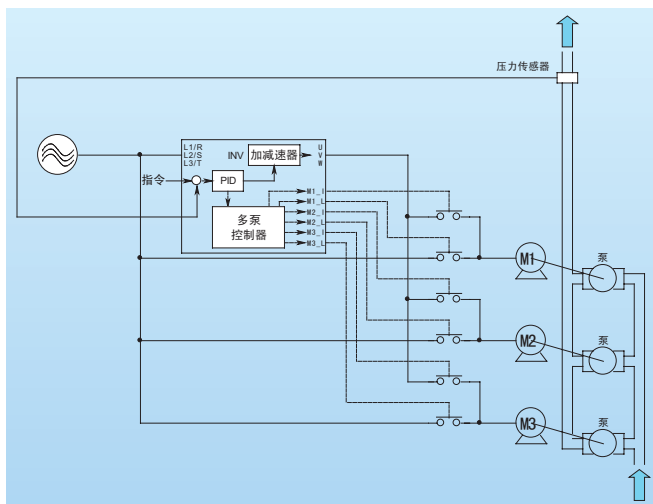 压力传感器
L1/R
L2/S
L3/T
INV
加减速器
U
V
W
指令
PID
多泵
控制器
M1_I
M1_L
M2_I
M2_L
M3_I
M3_L
M1
泵
M2
泵
M3
泵